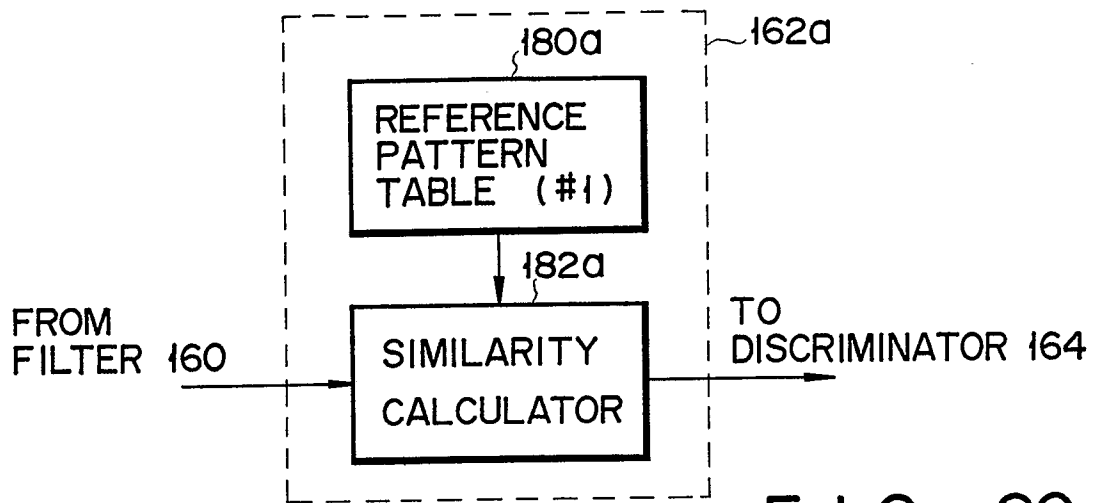 180a
162a
REFERENCE
PATTERN
TABLE (#1)
182a
FROM
FILTER 160
SIMILARITY
CALCULATOR
TO
DISCRIMINATOR 164